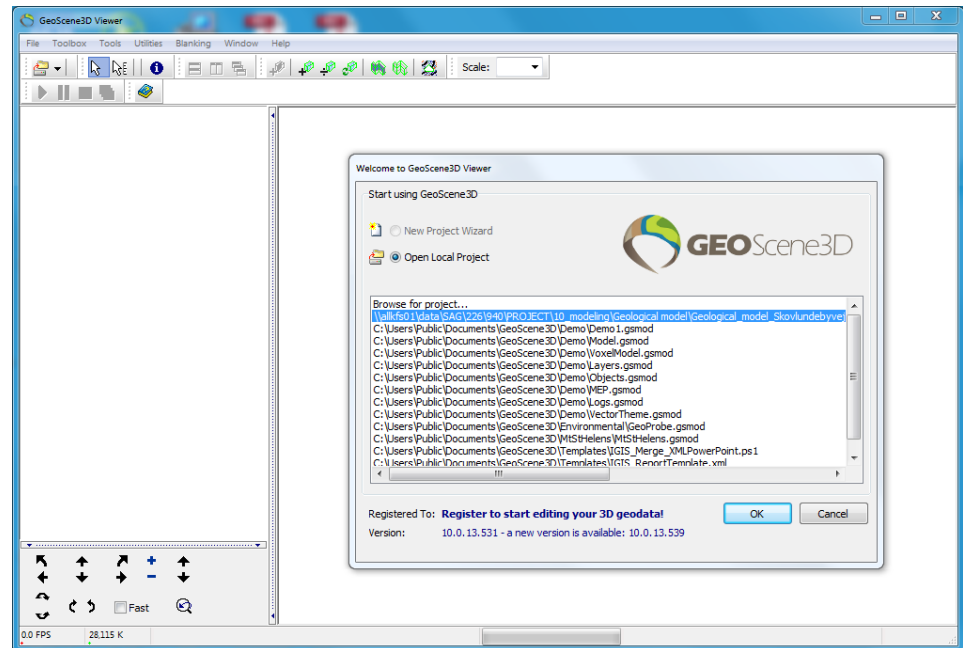 GeoScene3D Viewer
File Toolbox Tools Utilities Blanking Window Help
Scale:
Welcome to GeoScene3D Viewer
Start using GeoScene3D
New Project Wizard
Open Local Project
GEOScene3D
Browse for project...
\\allkfs01\data\SAG\226\940\PROJECT\10_modeling\Geological model\Geological_model_Skovlundebyve\
C:\Users\Public\Documents\GeoScene3D\Demo\Demo1.gsmod
C:\Users\Public\Documents\GeoScene3D\Demo\Model.gsmod
C:\Users\Public\Documents\GeoScene3D\Demo\VoxelModel.gsmod
C:\Users\Public\Documents\GeoScene3D\Demo\Layers.gsmod
C:\Users\Public\Documents\GeoScene3D\Demo\Objects.gsmod
C:\Users\Public\Documents\GeoScene3D\Demo\MEP.gsmod
C:\Users\Public\Documents\GeoScene3D\Demo\Logs.gsmod
C:\Users\Public\Documents\GeoScene3D\Demo\VectorTheme.gsmod
C:\Users\Public\Documents\GeoScene3D\Environmental\GeoProbe.gsmod
C:\Users\Public\Documents\GeoScene3D\MtStHelens\MtStHelens.gsmod
C:\Users\Public\Documents\GeoScene3D\Templates\IGIS_Merge_XMLPowerPoint.ps1
C:\Users\Public\Documents\GeoScene3D\Templates\IGIS_ReportTemplate.xml
Registered To: Register to start editing your 3D geodata!
OK Cancel
Version: 10.0.13.531 - a new version is available: 10.0.13.539
Fast
0.0 FPS 28,115 K